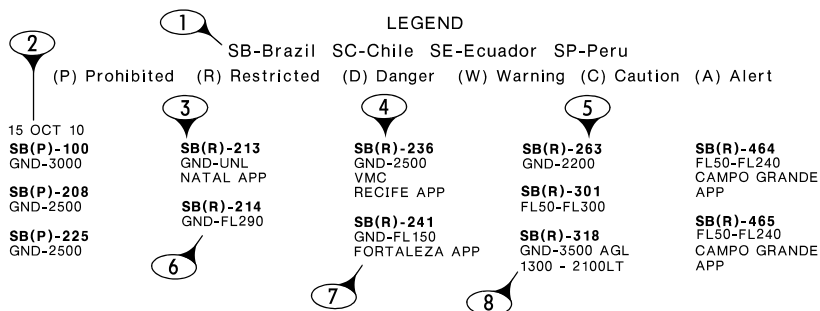 LEGEND
1
SB-Brazil SC-Chile SE-Ecuador SP-Peru
2
(P) Prohibited (R) Restricted (D) Danger (W) Warning (C) Caution (A) Alert
3
4
5
15 OCT 10
SB(P)-100
GND-3000
SB(P)-208
GND-2500
SB(P)-225
GND-2500
SB(R)-213
GND-UNL
NATAL APP
SB(R)-214
GND-FL290
6
SB(R)-236
GND-2500
VMC
RECIFE APP
SB(R)-241
GND-FL150
FORTALEZA APP
7
SB(R)-263
GND-2200
SB(R)-301
FL50-FL300
SB(R)-318
GND-3500 AGL
1300 - 2100LT
8
SB(R)-464
FL50-FL240
CAMPO GRANDE
APP
SB(R)-465
FL50-FL240
CAMPO GRANDE
APP